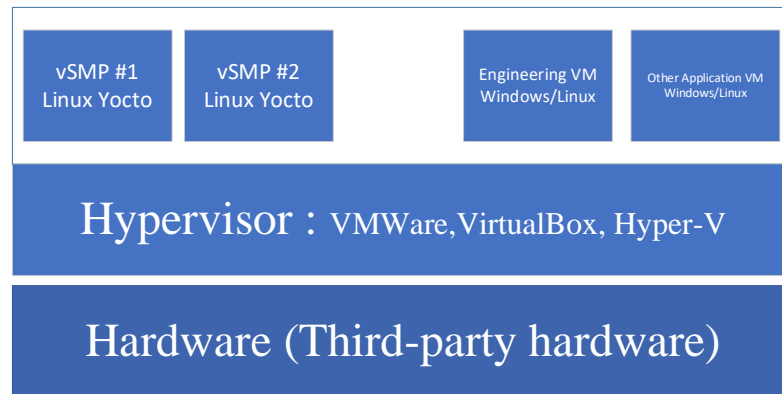 vSMP #1
Linux Yocto
vSMP #2
Linux Yocto
Engineering VM
Windows/Linux
Other Application VM
Windows/Linux
Hypervisor : VMWare,VirtualBox, Hyper-V
Hardware (Third-party hardware)